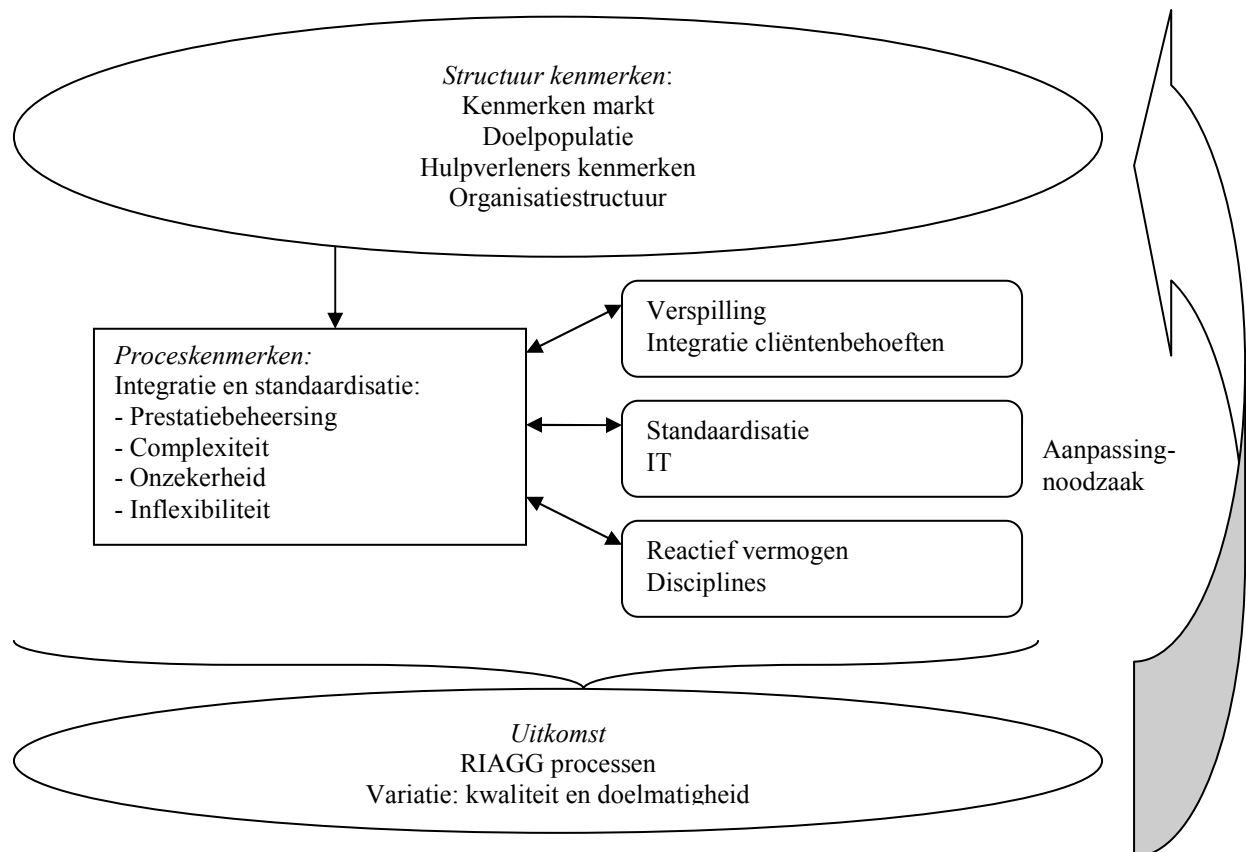 Structuur kenmerken:
Kenmerken markt
Doelpopulatie
Hulpverleners kenmerken
Organisatiestructuur
Proceskenmerken:
Integratie en standaardisatie:
- Prestatiebeheersing
- Complexiteit
- Onzekerheid
- Inflexibiliteit
Verspilling
Integratie cliëntenbehoeften
Standaardisatie
IT
Reactief vermogen
Disciplines
Aanpassing-
noodzaak
Uitkomst
RIAGG processen
Variatie: kwaliteit en doelmatigheid